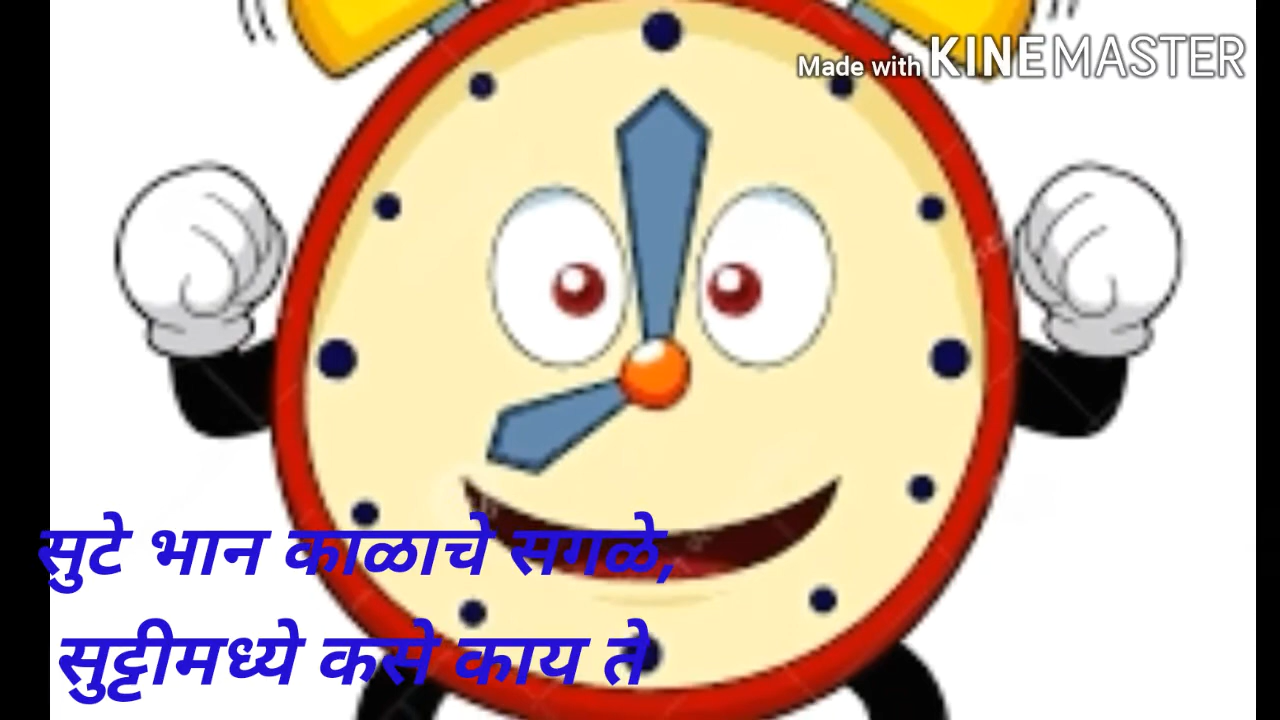 Made with KINEMASTER
सुटे भान काळाचे सगळे,
सुट्टीमध्ये कसे काय ते